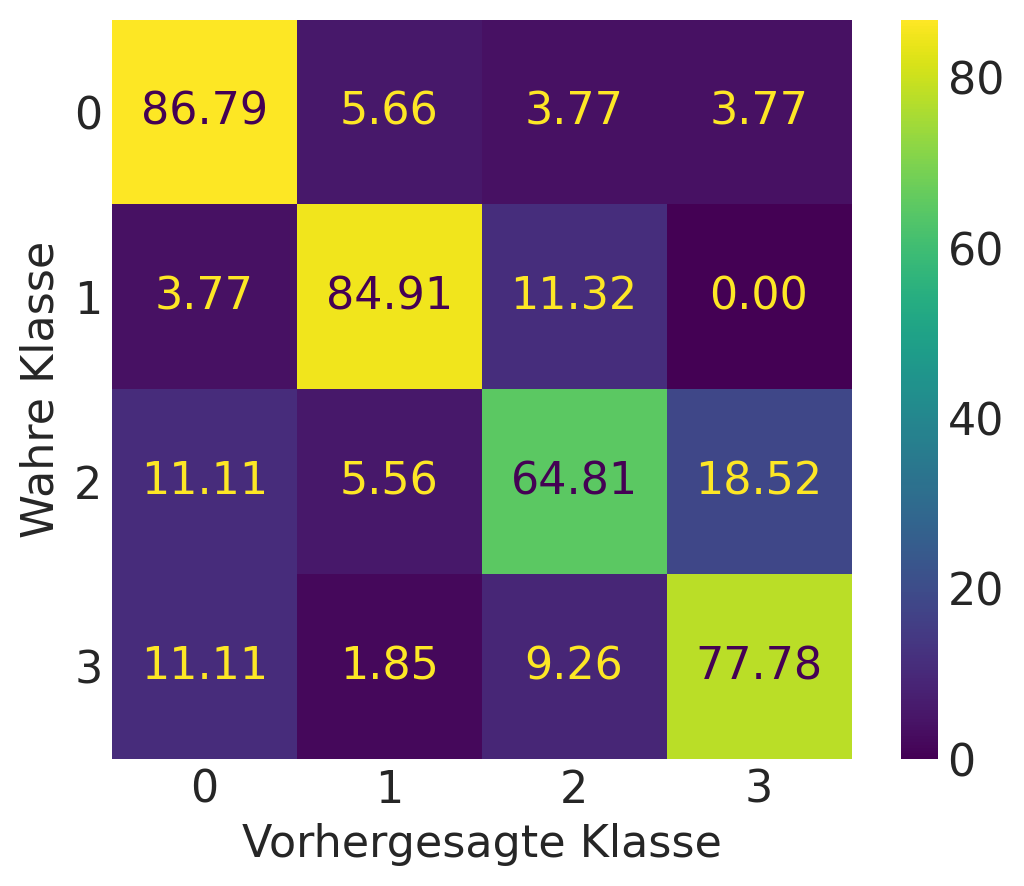 0 86.79 5.66 3.77 3.77
1 3.77 84.91 11.32 0.00
2 11.11 5.56 64.81 18.52
3 11.11 1.85 9.26 77.78
0 1 2 3
Vorhergesagte Klasse
Wahre Klasse
80
60
40
20
0